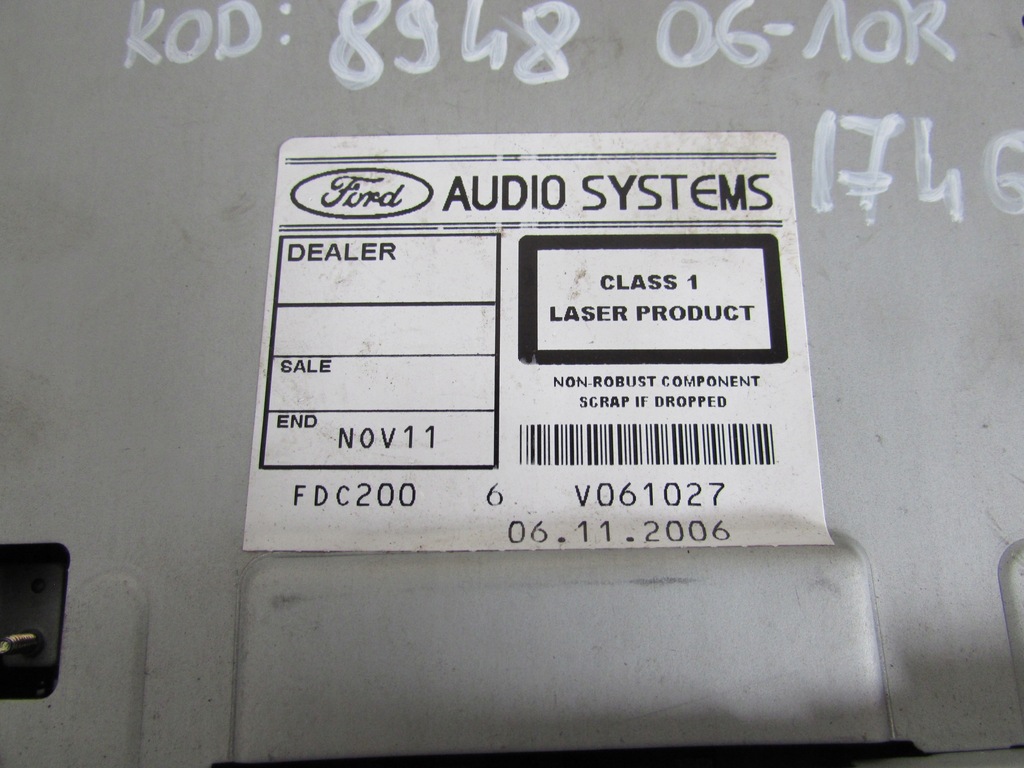 KOD: 8948 06-10R
1746
Ford AUDIO SYSTEMS
DEALER
CLASS 1
LASER PRODUCT
SALE
NON-ROBUST COMPONENT
SCRAP IF DROPPED
END NOV11
FDC200 6 V061027
06.11.2006